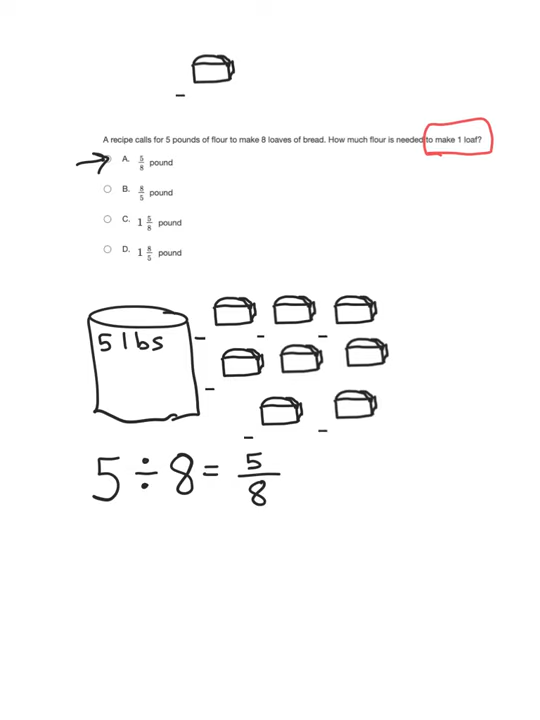 A recipe calls for 5 pounds of flour to make 8 loaves of bread. How much flour is needed to make 1 loaf?
A. 5/8 pound
B. 8/5 pound
C. 1 5/8 pound
D. 1 8/5 pound
5 lbs
5 ÷ 8 = 5/8